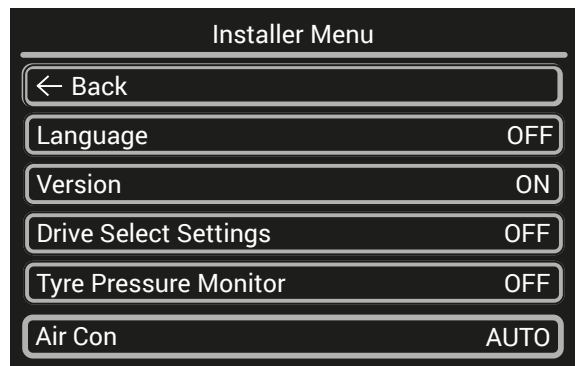 Installer Menu
← Back
Language OFF
Version ON
Drive Select Settings OFF
Tyre Pressure Monitor OFF
Air Con AUTO